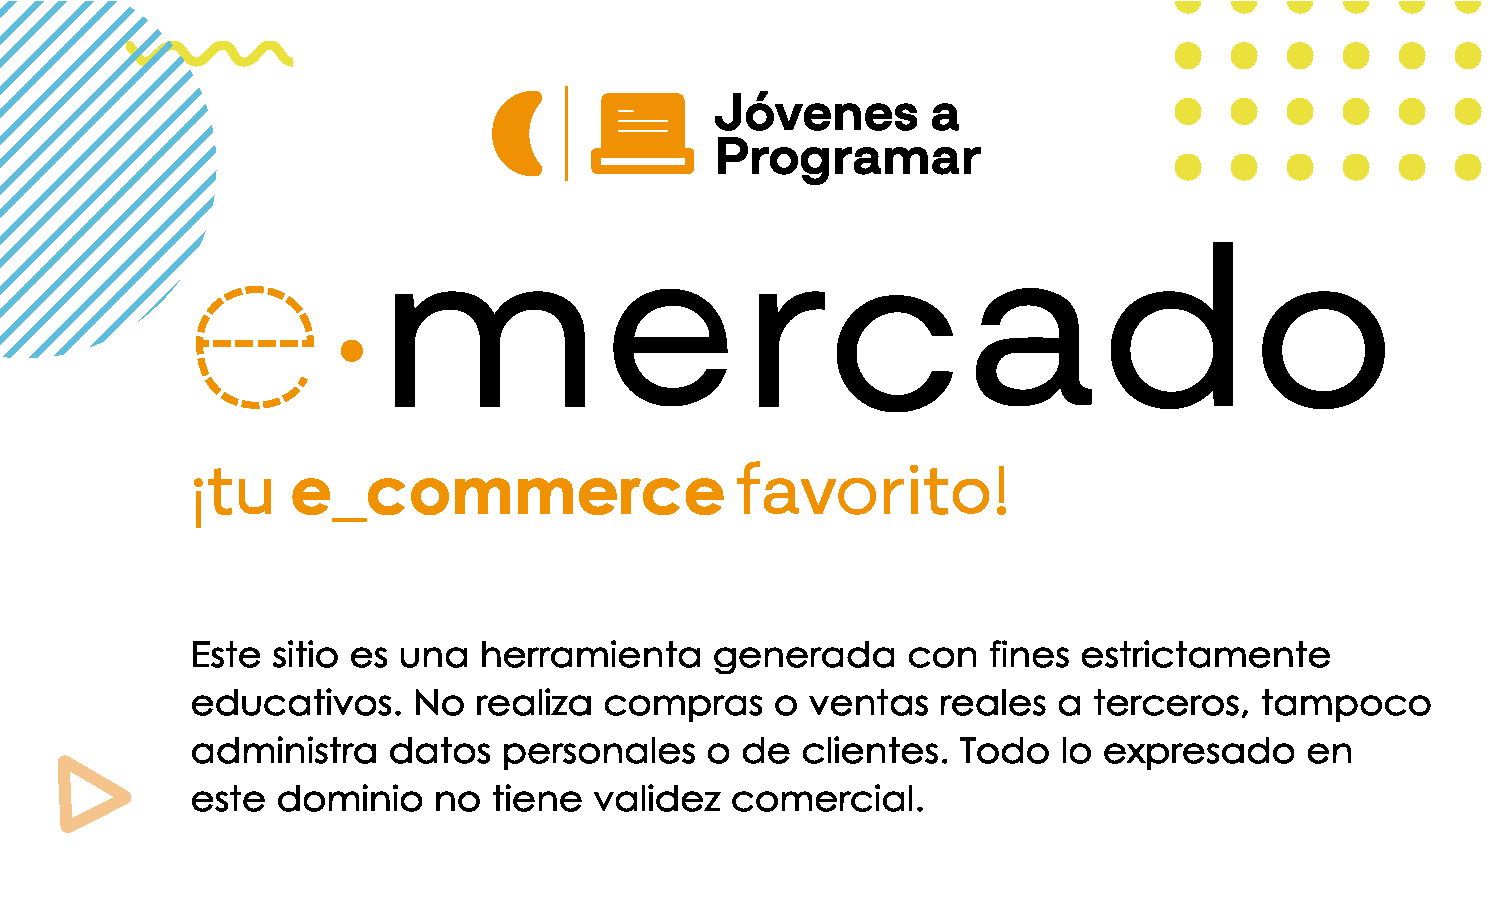 Jóvenes a
Programar
e·mercado
¡tu e_commerce favorito!
Este sitio es una herramienta generada con fines estrictamente
educativos. No realiza compras o ventas reales a terceros, tampoco
administra datos personales o de clientes. Todo lo expresado en
este dominio no tiene validez comercial.